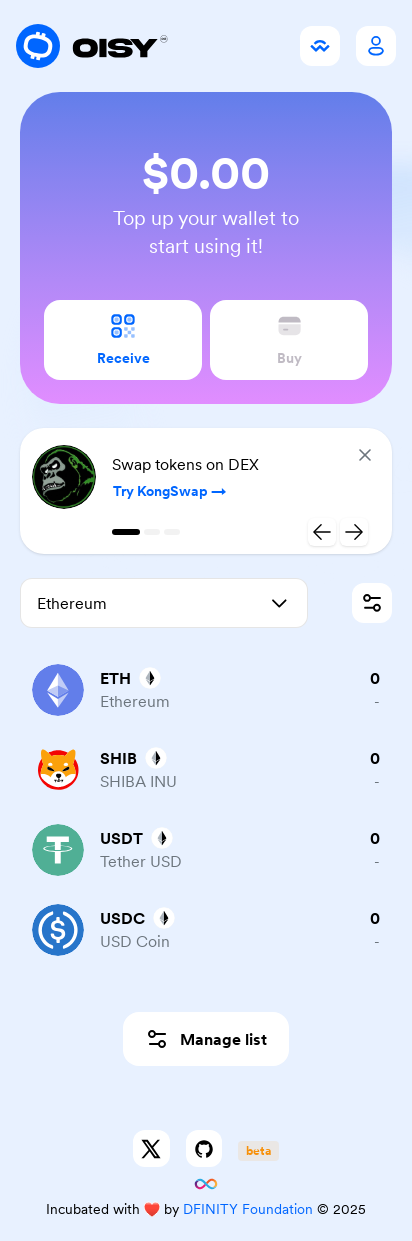 OISY
$0.00
Top up your wallet to
start using it!
Receive
Buy
Swap tokens on DEX
Try KongSwap →
Ethereum
ETH
0
Ethereum
-
SHIB
0
SHIBA INU
-
USDT
0
Tether USD
-
USDC
0
USD Coin
-
Manage list
beta
Incubated with ❤️ by DFINITY Foundation © 2025